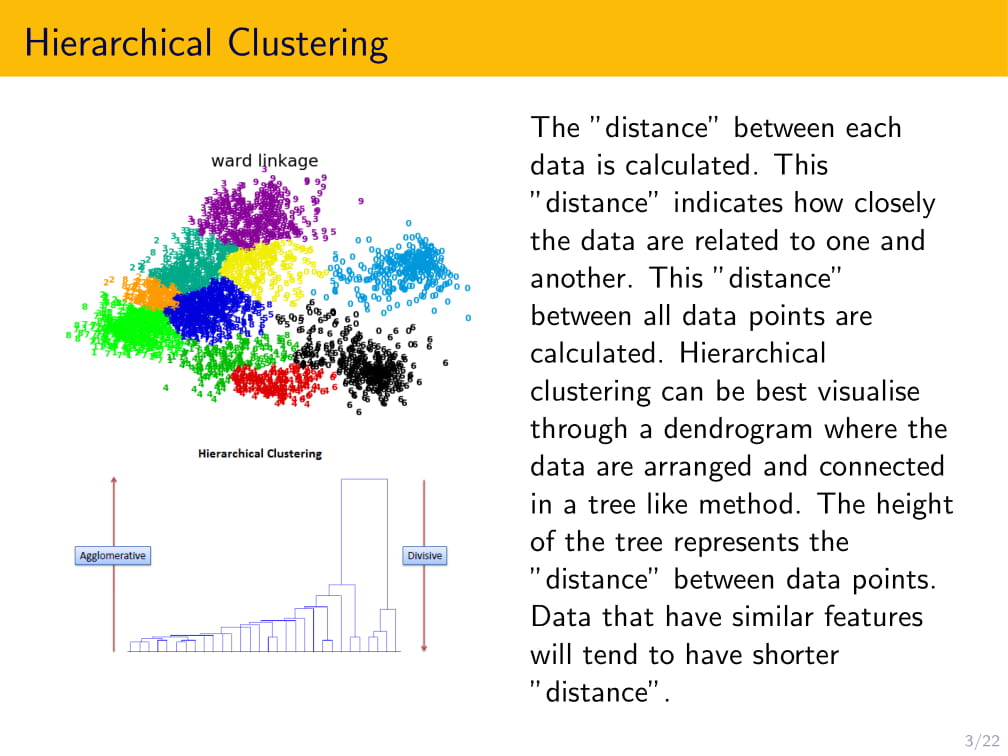 Hierarchical Clustering
ward linkage
Hierarchical Clustering
Agglomerative
Divisive
The ”distance” between each
data is calculated. This
”distance” indicates how closely
the data are related to one and
another. This ”distance”
between all data points are
calculated. Hierarchical
clustering can be best visualise
through a dendrogram where the
data are arranged and connected
in a tree like method. The height
of the tree represents the
”distance” between data points.
Data that have similar features
will tend to have shorter
”distance”.
3/22